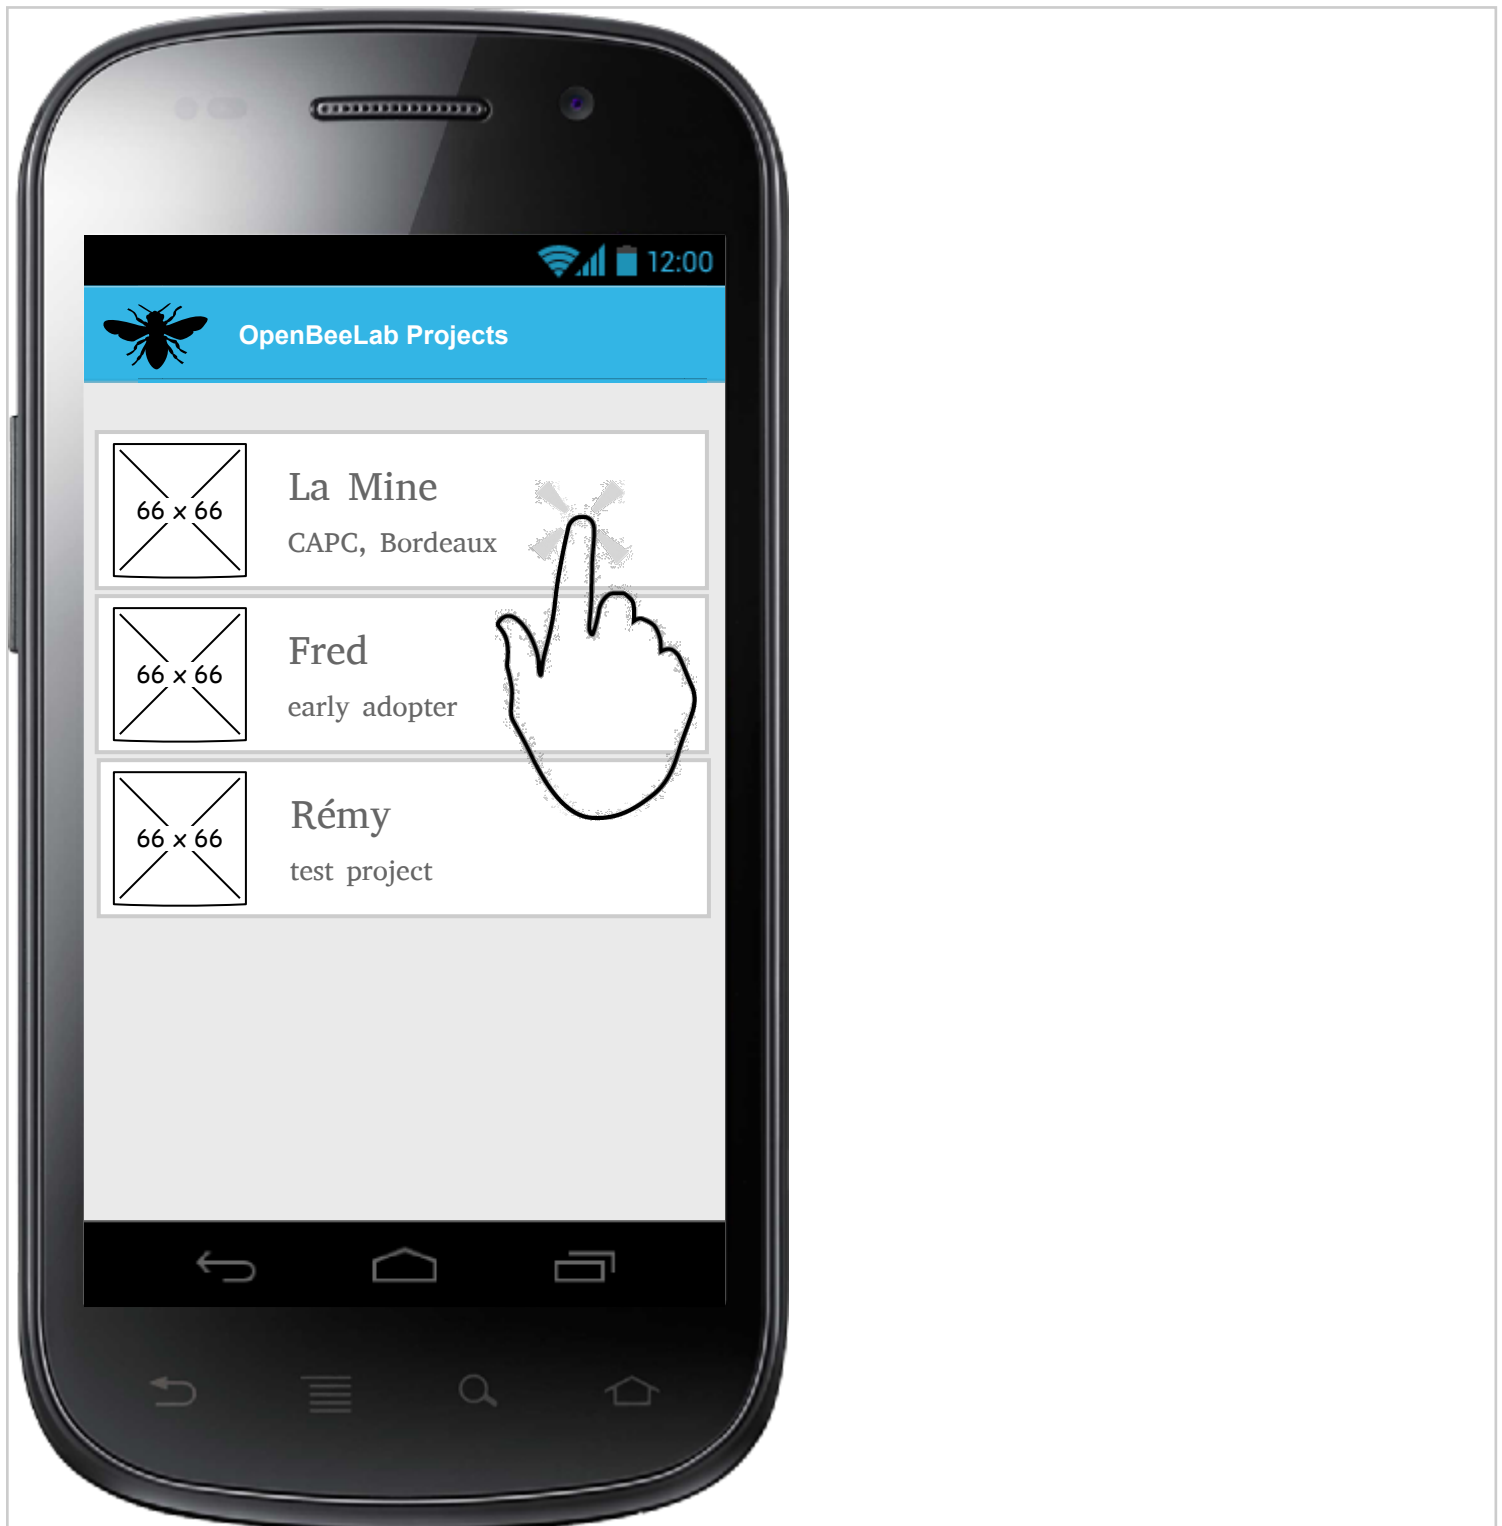 12:00
OpenBeeLab Projects
66 x 66
La Mine
CAPC, Bordeaux
66 x 66
Fred
early adopter
66 x 66
Rémy
test project